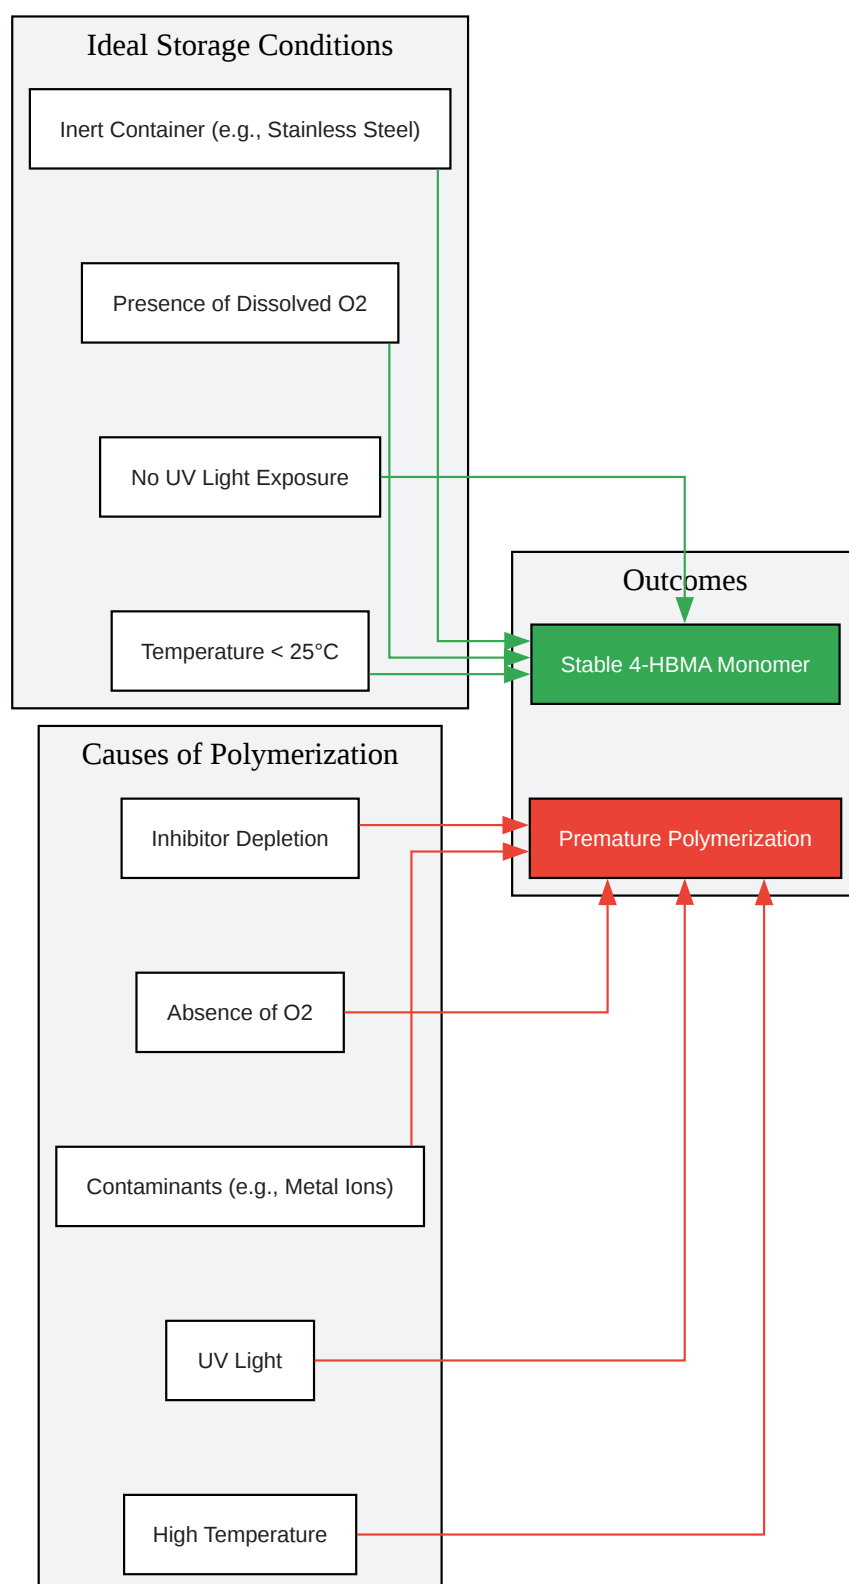 Ideal Storage Conditions
Inert Container (e.g., Stainless Steel)
Presence of Dissolved O2
No UV Light Exposure
Temperature < 25°C
Outcomes
Stable 4-HBMA Monomer
Premature Polymerization
Causes of Polymerization
Inhibitor Depletion
Absence of O2
Contaminants (e.g., Metal Ions)
UV Light
High Temperature